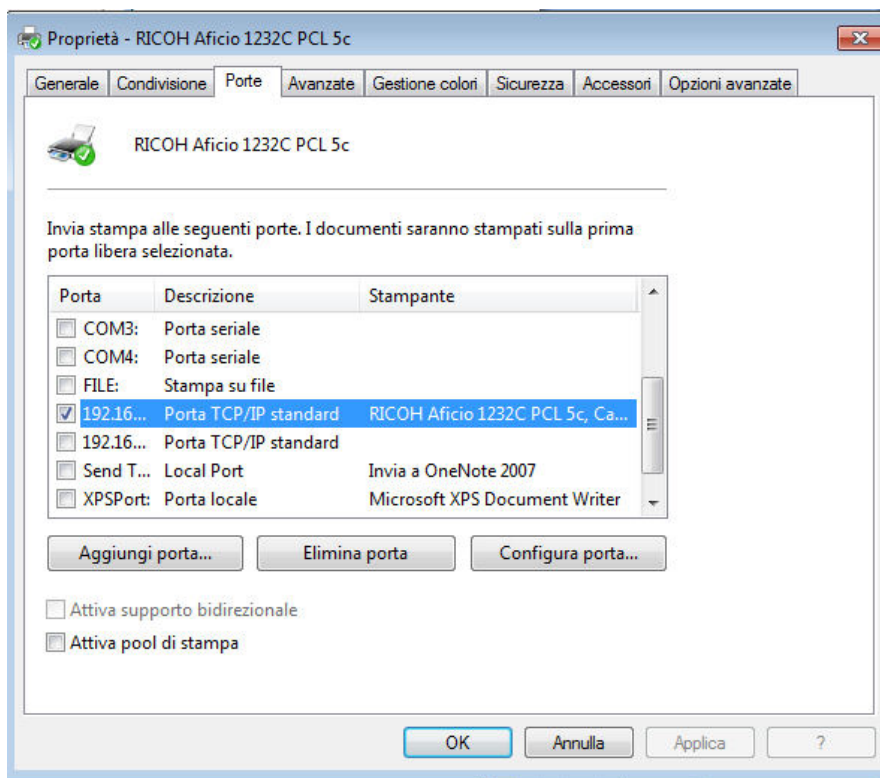 Proprietà - RICOH Aficio 1232C PCL 5c
Generale Condivisione Porte Avanzate Gestione colori Sicurezza Accessori Opzioni avanzate
RICOH Aficio 1232C PCL 5c
Invia stampa alle seguenti porte. I documenti saranno stampati sulla prima
porta libera selezionata.
Porta Descrizione Stampante
COM3: Porta seriale
COM4: Porta seriale
FILE: Stampa su file
192.16... Porta TCP/IP standard RICOH Aficio 1232C PCL 5c, Ca...
192.16... Porta TCP/IP standard
Send T... Local Port Invia a OneNote 2007
XPSPort: Porta locale Microsoft XPS Document Writer
Aggiungi porta... Elimina porta Configura porta...
Attiva supporto bidirezionale
Attiva pool di stampa
OK Annulla Applica ?